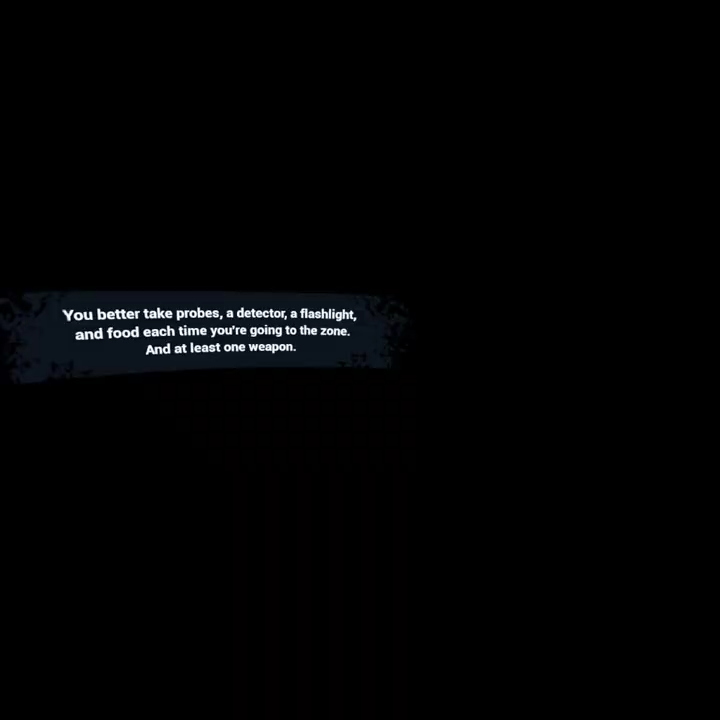 You better take probes, a detector, a flashlight,
and food each time you're going to the zone.
And at least one weapon.